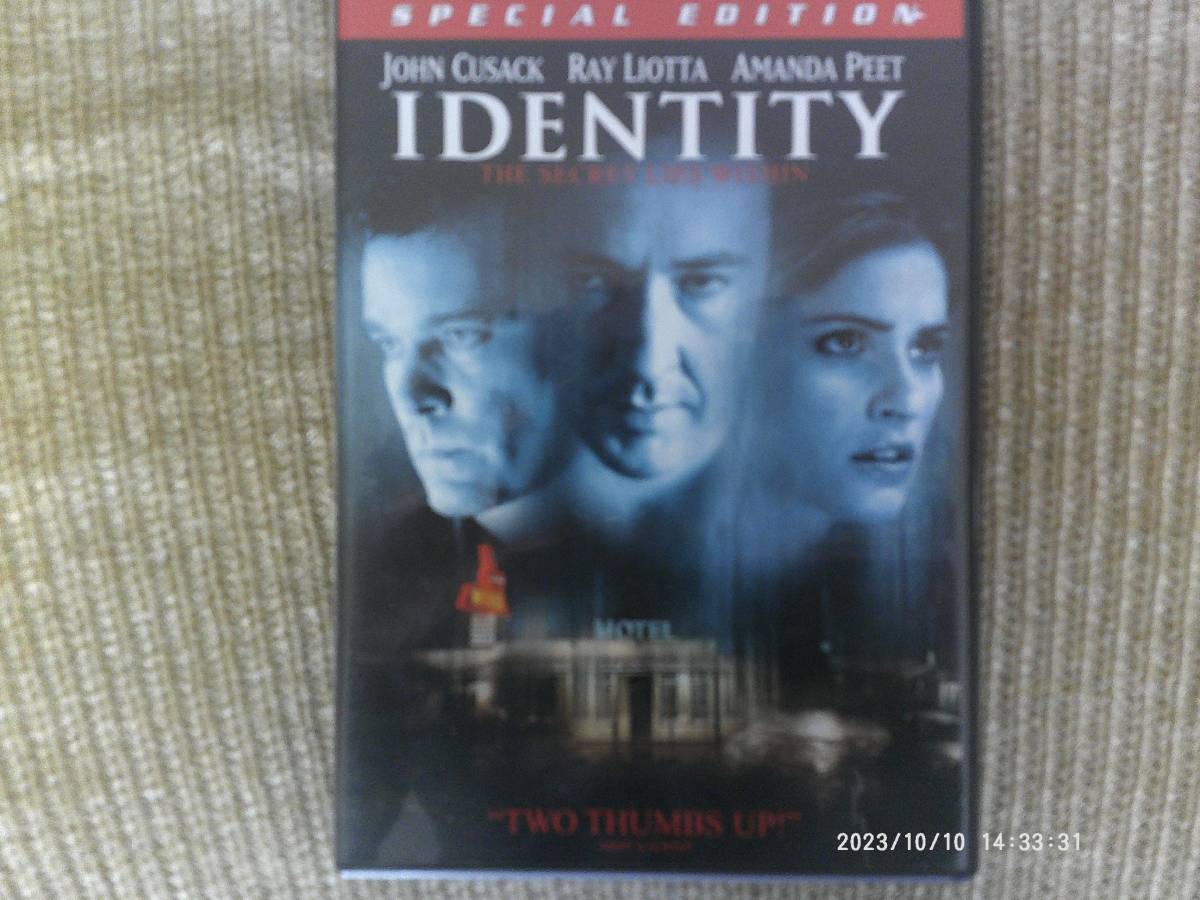 SPECIAL EDITION
JOHN CUSACK RAY LIOTTA AMANDA PEET
IDENTITY
THE SECRET LIES WITHIN
MOTEL
"TWO THUMBS UP!"
2023/10/10 14:33:31